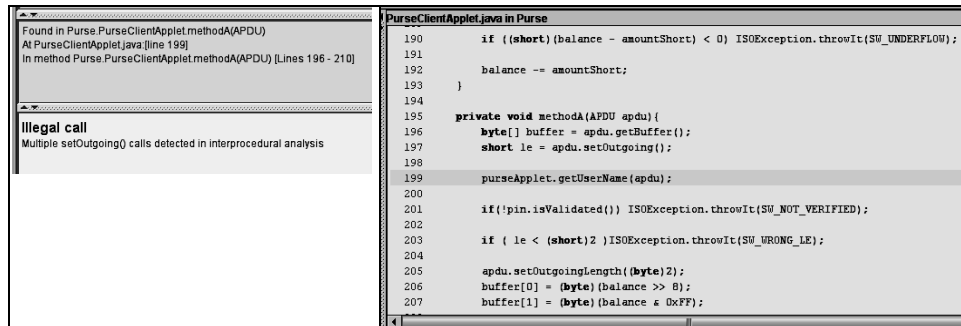 Found in Purse.PurseClientApplet.methodA(APDU)
At PurseClientApplet.java:[line 199]
In method Purse.PurseClientApplet.methodA(APDU) [Lines 196 - 210]
Illegal call
Multiple setOutgoing() calls detected in interprocedural analysis
PurseClientApplet.java in Purse
190 if ((short)(balance - amountShort) < 0) ISOException.throwIt(SW_UNDERFLOW);
191
192 balance -= amountShort;
193 }
194
195 private void methodA(APDU apdu){
196 byte[] buffer = apdu.getBuffer();
197 short le = apdu.setOutgoing();
198
199 purseApplet.getUserName(apdu);
200
201 if(!pin.isValidated()) ISOException.throwIt(SW_NOT_VERIFIED);
202
203 if ( le < (short)2 )ISOException.throwIt(SW_WRONG_LE);
204
205 apdu.setOutgoingLength((byte)2);
206 buffer[0] = (byte)(balance >> 8);
207 buffer[1] = (byte)(balance & 0xFF);